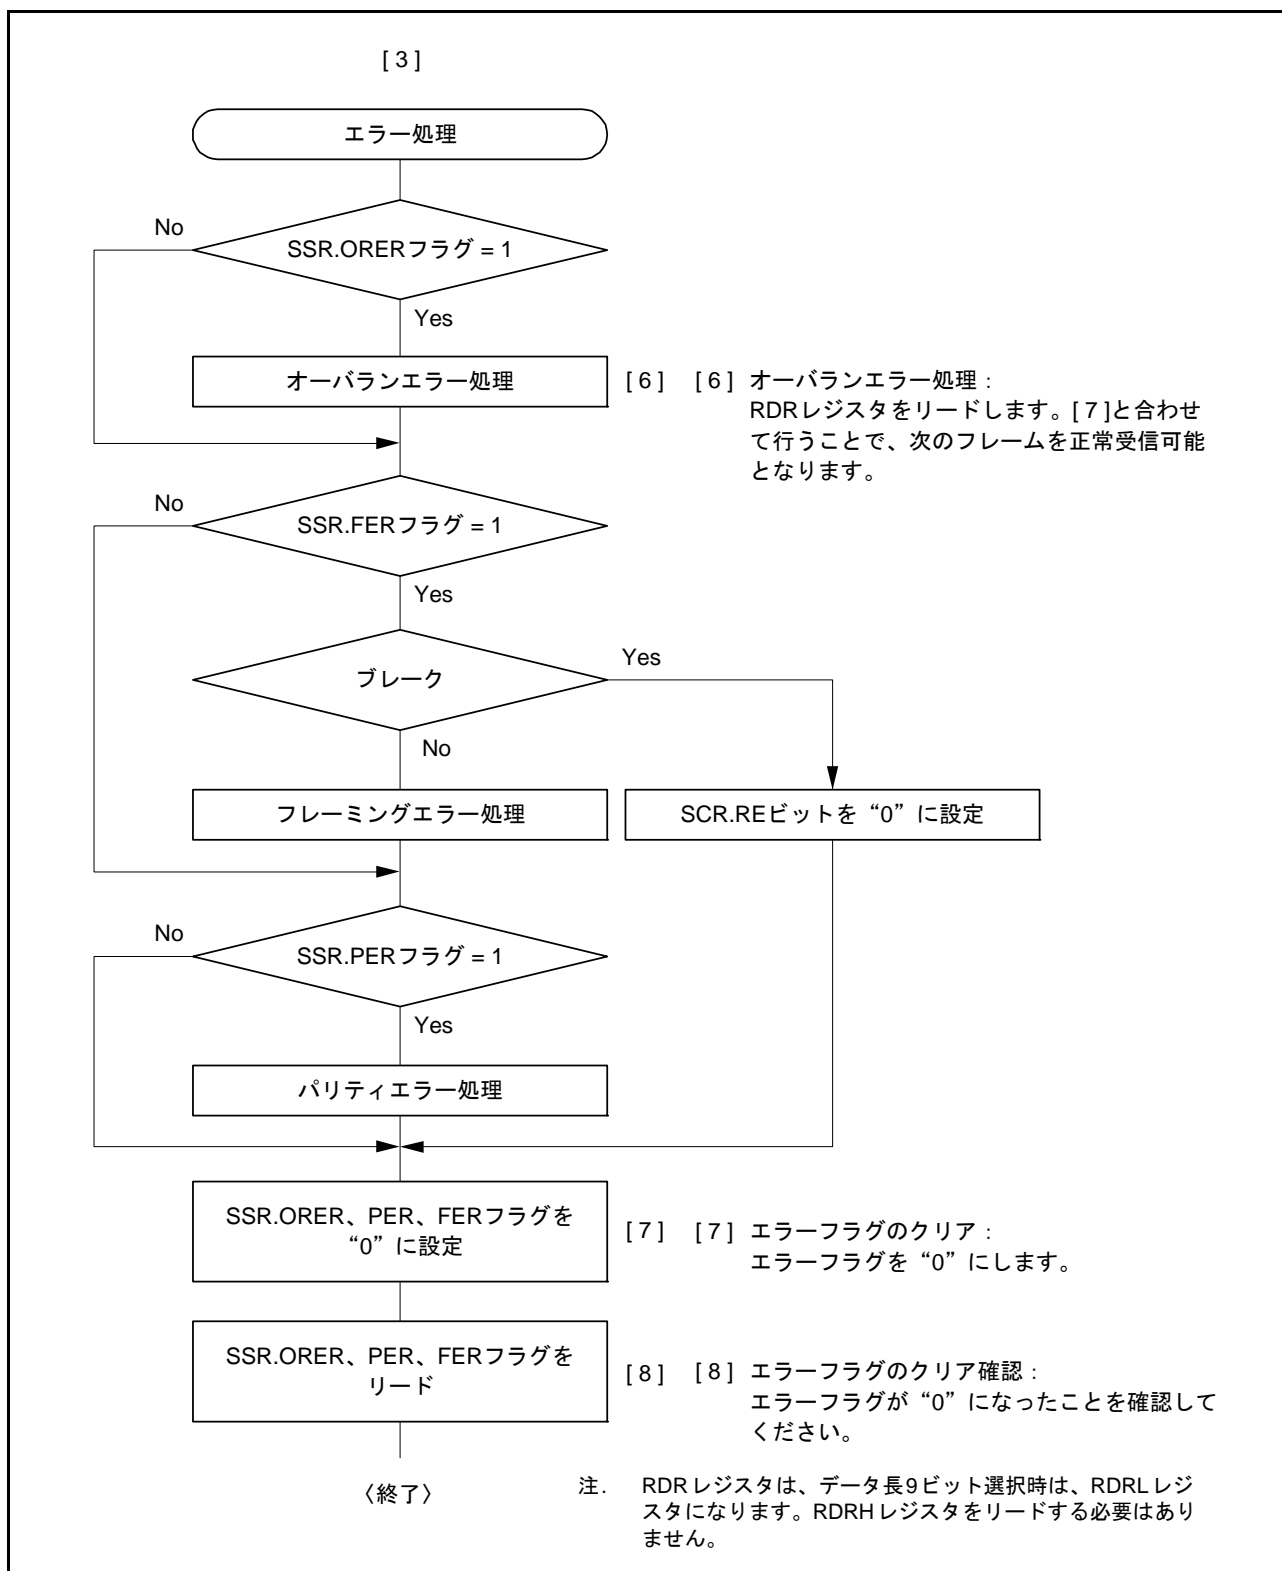 [ 3 ]
エラー処理
No
SSR.ORERフラグ = 1
Yes
オーバランエラー処理
[ 6 ]
[ 6 ] オーバランエラー処理：
RDRレジスタをリードします。[ 7 ]と合わせ
て行うことで、次のフレームを正常受信可能
となります。
No
SSR.FERフラグ = 1
Yes
ブレーク
Yes
No
フレーミングエラー処理
SCR.REビットを“0”に設定
No
SSR.PERフラグ = 1
Yes
パリティエラー処理
SSR.ORER、PER、FERフラグを
“0”に設定
[ 7 ]
[ 7 ] エラーフラグのクリア：
エラーフラグを“0”にします。
SSR.ORER、PER、FERフラグを
リード
[ 8 ]
[ 8 ] エラーフラグのクリア確認：
エラーフラグが“0”になったことを確認して
ください。
〈終了〉
注. RDRレジスタは、データ長9ビット選択時は、RDRLレジ
スタになります。RDRHレジスタをリードする必要はあり
ません。